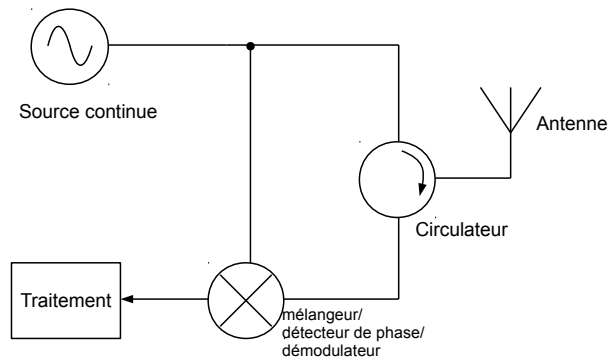 Source continue
Antenne
Circulateur
Traitement
mélangeur/
détecteur de phase/
démodulateur